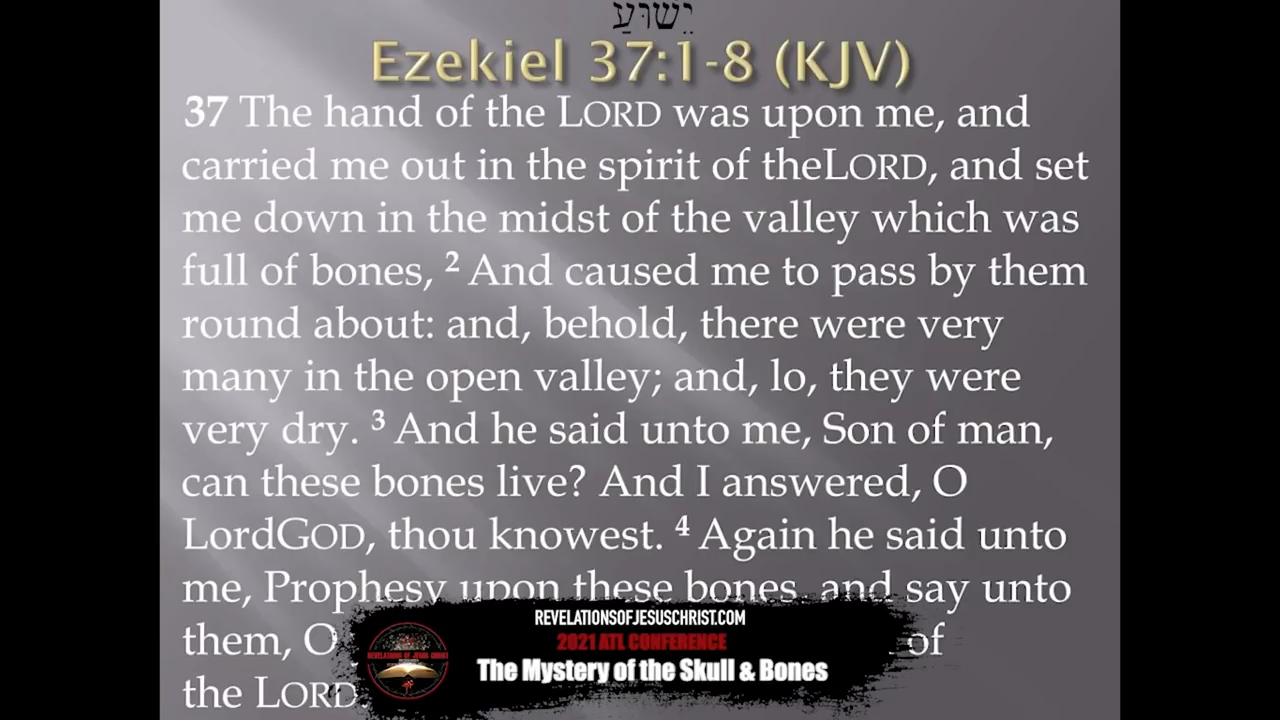 יֵשׁוּעַ
Ezekiel 37:1-8 (KJV)
37 The hand of the LORD was upon me, and
carried me out in the spirit of theLORD, and set
me down in the midst of the valley which was
full of bones, 2 And caused me to pass by them
round about: and, behold, there were very
many in the open valley; and, lo, they were
very dry. 3 And he said unto me, Son of man,
can these bones live? And I answered, O
LordGOD, thou knowest. 4 Again he said unto
me, Prophesy upon these bones, and say unto
them, O of
the LORD.
REVELATIONSOFJESUSCHRIST.COM
2021 ATL CONFERENCE
The Mystery of the Skull & Bones
REVELATIONS OF JESUS CHRIST